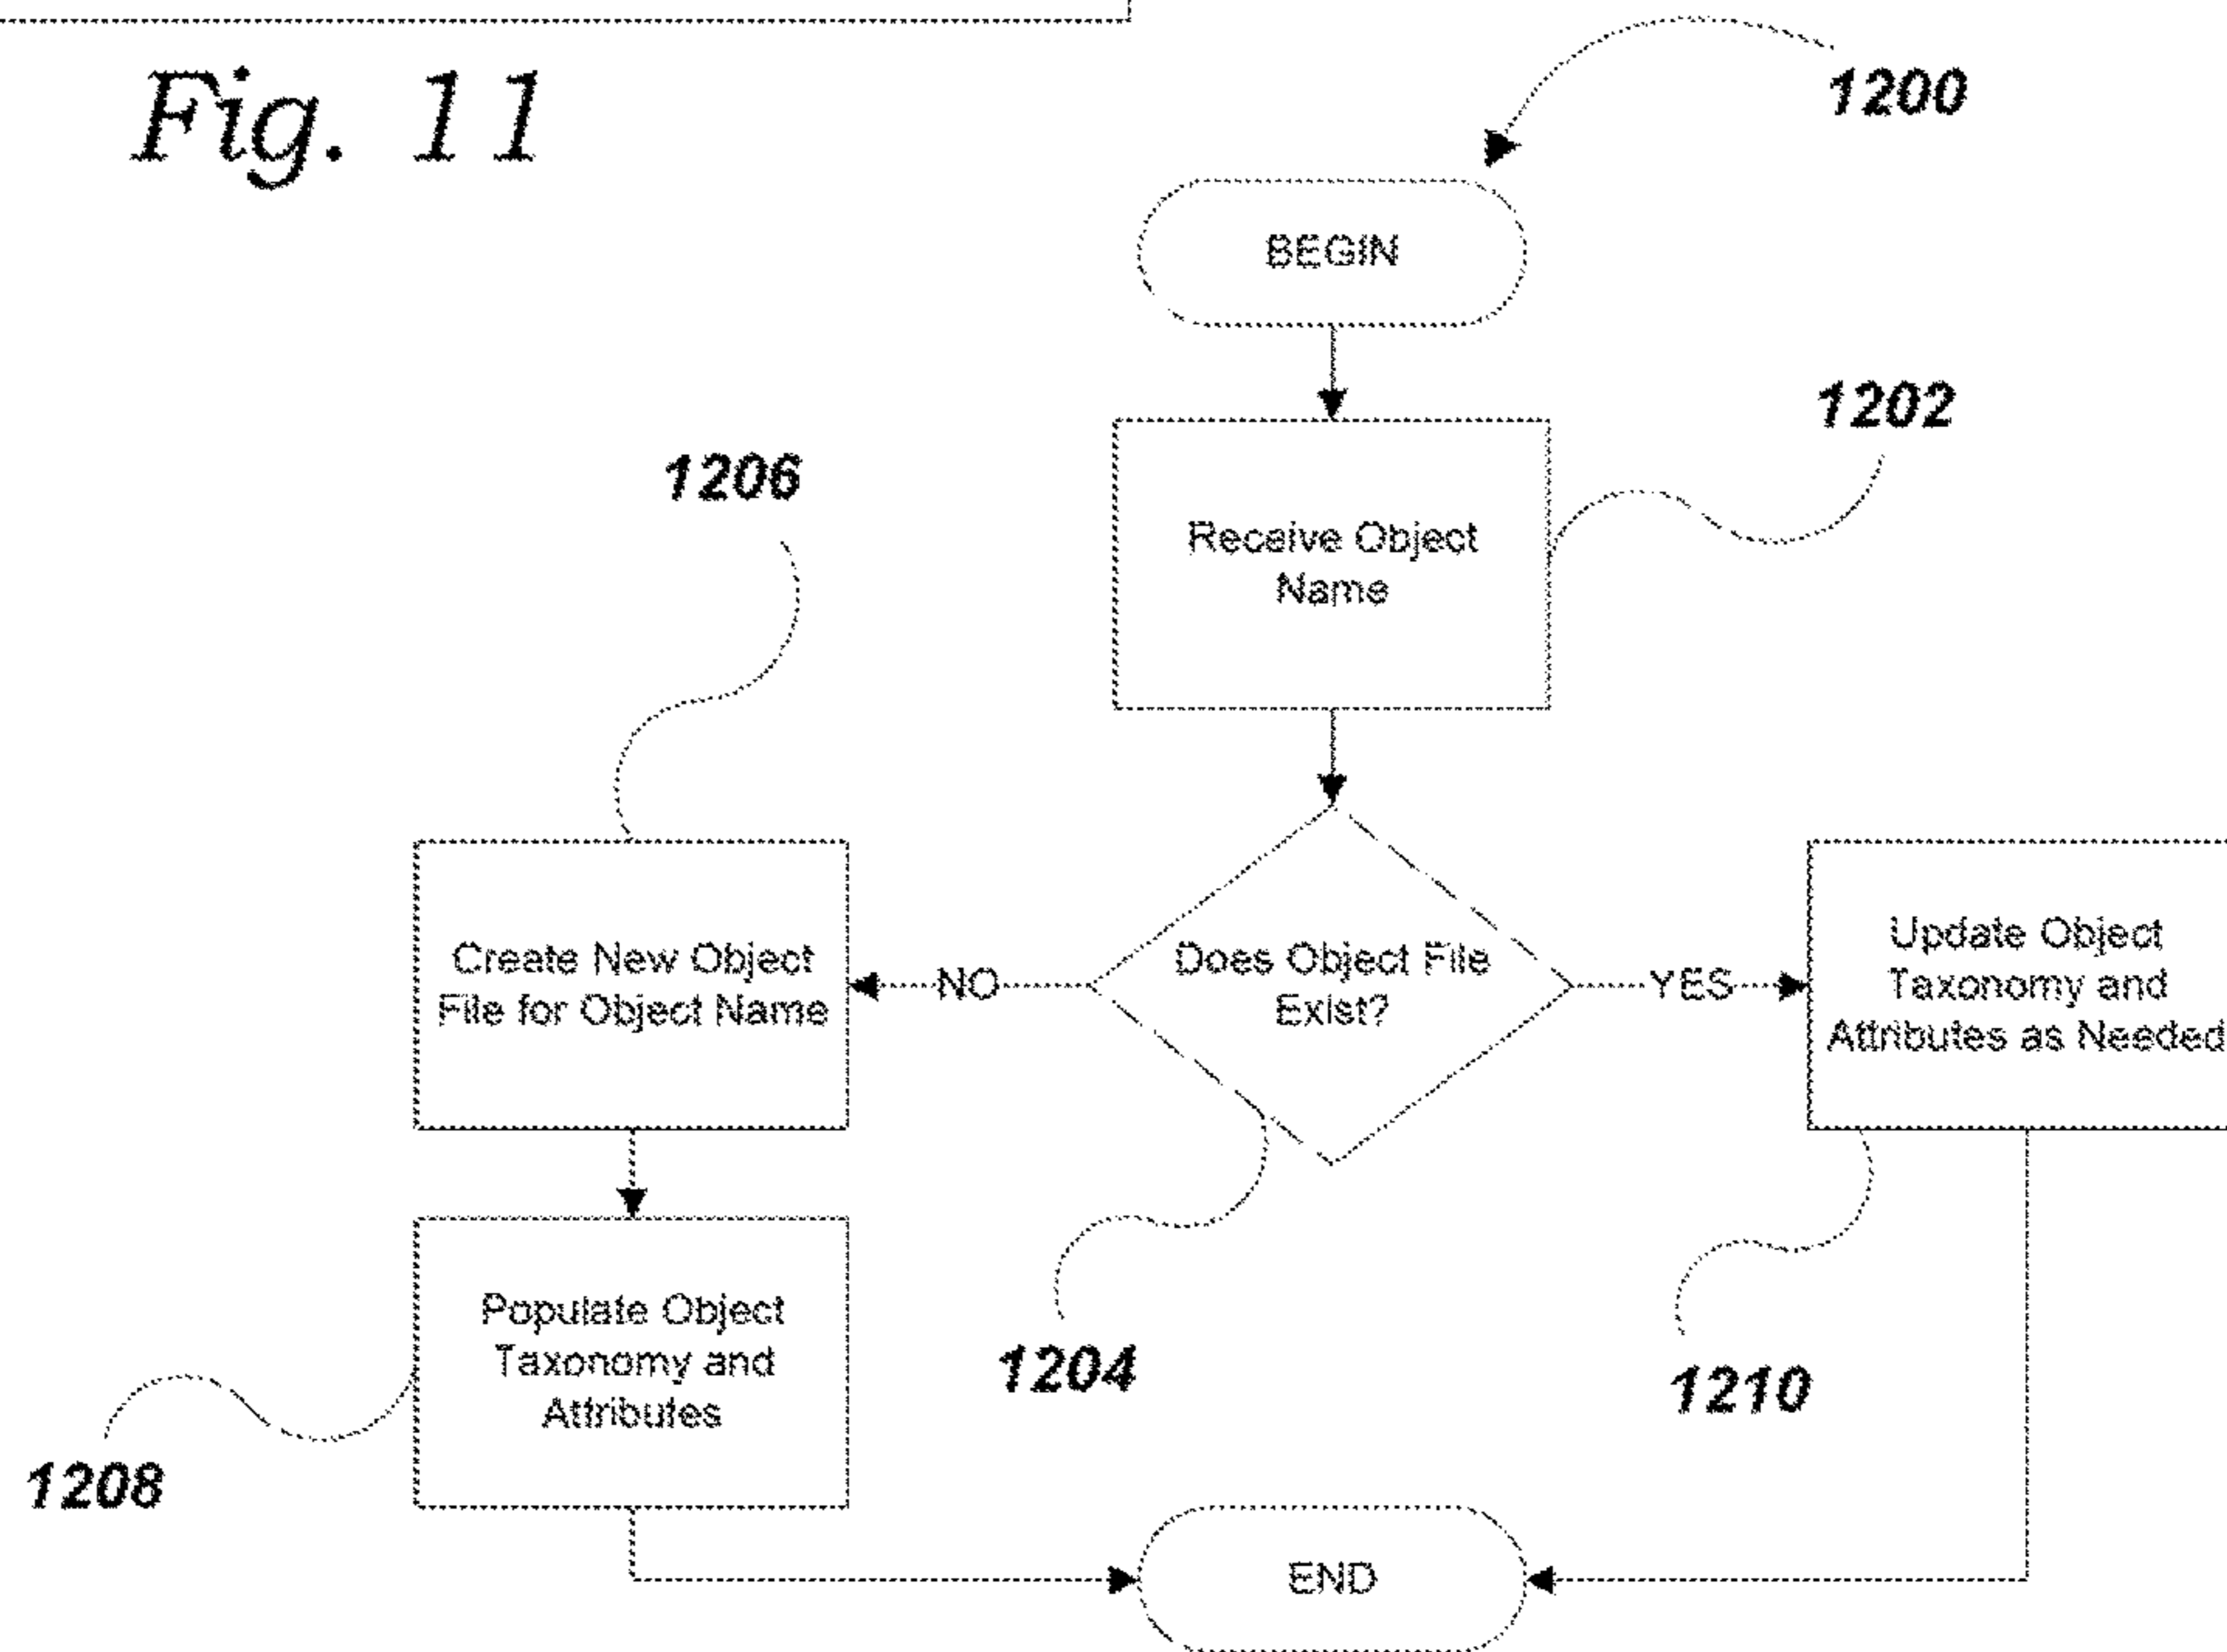 Fig. 11
1200
BEGIN
1202
Receive Object
Name
1206
Create New Object
File for Object Name
NO
Does Object File
Exist?
YES
Update Object
Taxonomy and
Attributes as Needed
Populate Object
Taxonomy and
Attributes
1204
1210
1208
END